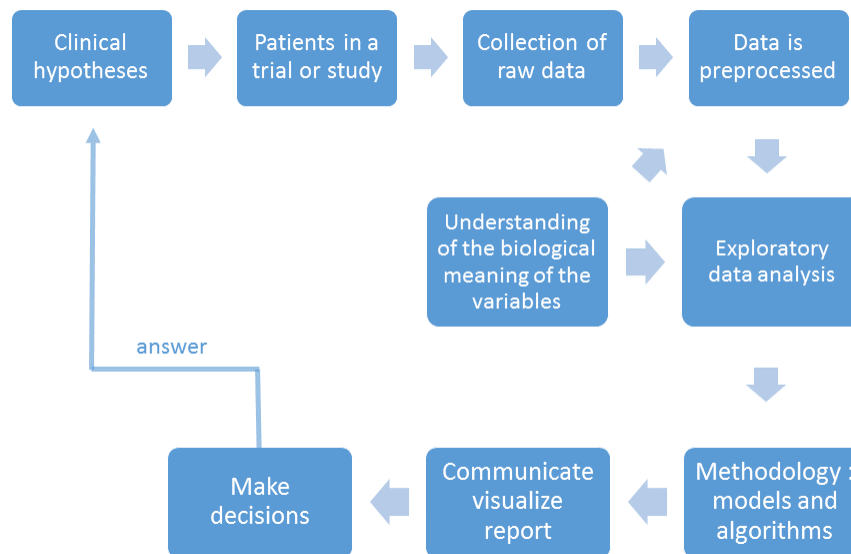 Clinical
hypotheses
Patients in a
trial or study
Collection of
raw data
Data is
preprocessed
Understanding
of the biological
meaning of the
variables
Exploratory
data analysis
answer
Make
decisions
Communicate
visualize
report
Methodology :
models and
algorithms